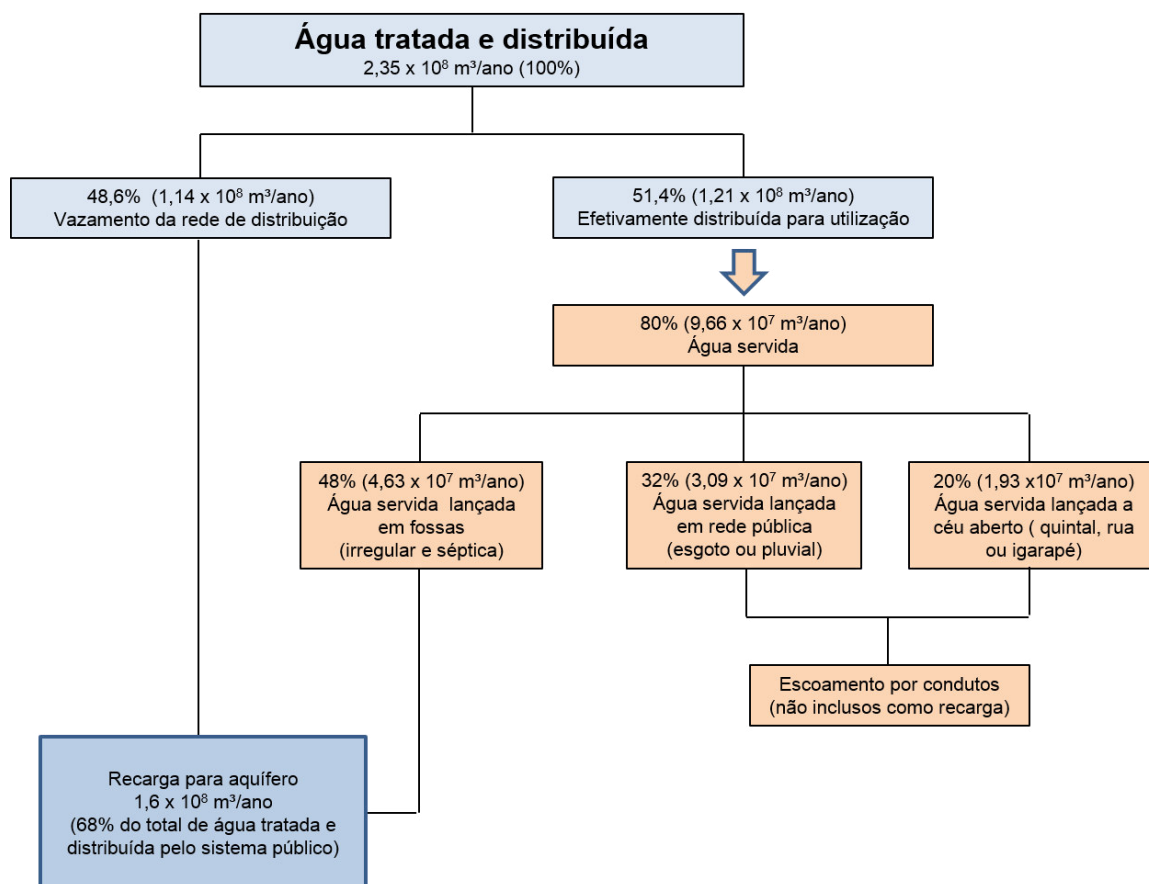 Água tratada e distribuída
2,35 x 10⁸ m³/ano (100%)
48,6% (1,14 x 10⁸ m³/ano)
Vazamento da rede de distribuição
51,4% (1,21 x 10⁸ m³/ano)
Efetivamente distribuída para utilização
80% (9,66 x 10⁷ m³/ano)
Água servida
48% (4,63 x 10⁷ m³/ano)
Água servida lançada
em fossas
(irregular e séptica)
32% (3,09 x 10⁷ m³/ano)
Água servida lançada
em rede pública
(esgoto ou pluvial)
20% (1,93 x10⁷ m³/ano)
Água servida lançada a
céu aberto ( quintal, rua
ou igarapé)
Escoamento por condutos
(não inclusos como recarga)
Recarga para aquífero
1,6 x 10⁸ m³/ano
(68% do total de água tratada e
distribuída pelo sistema público)